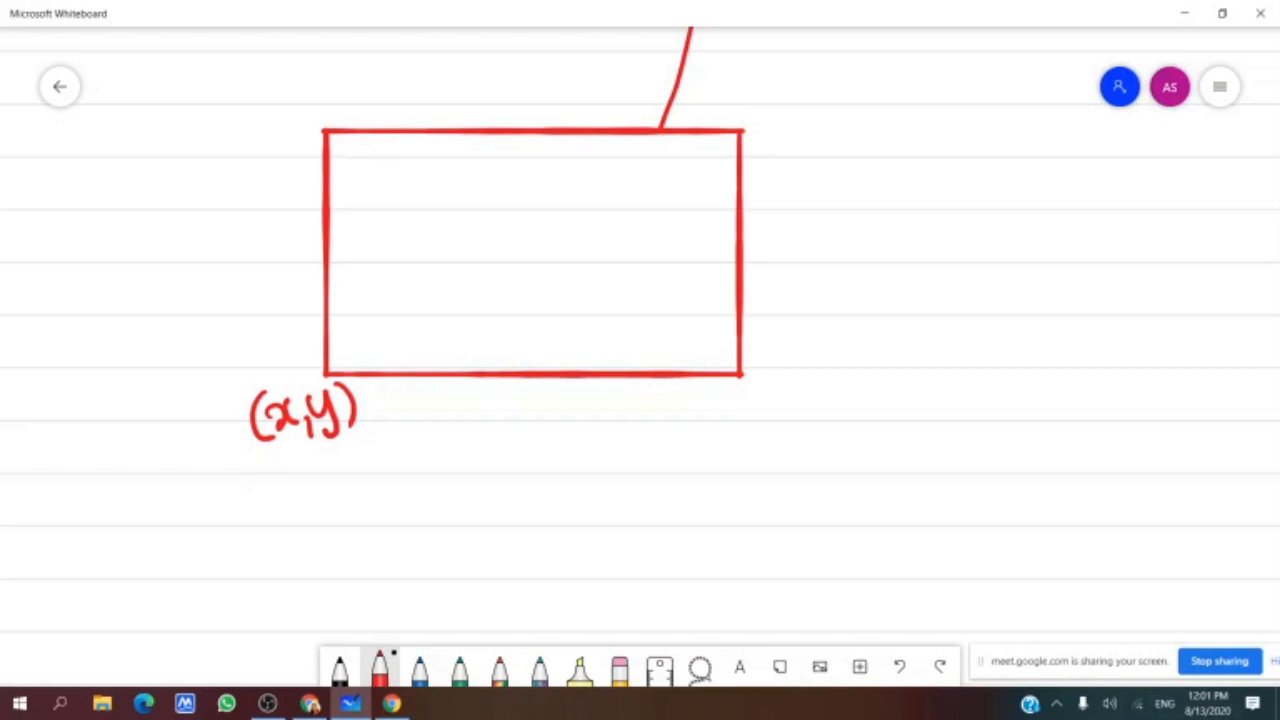 Microsoft Whiteboard
AS
(x,y)
A
meet.google.com is sharing your screen.
Stop sharing
Hi
ENG
12:01 PM
8/13/2020